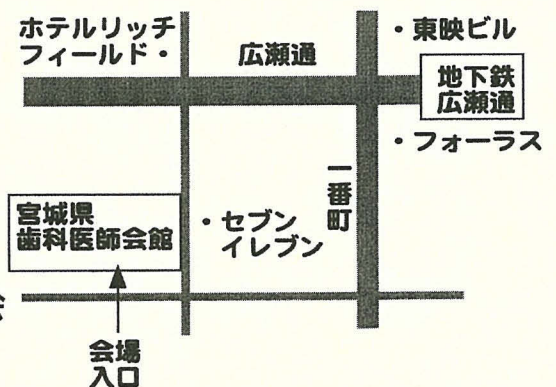 ホテルリッチ
フィールド・
広瀬通
・東映ビル
地下鉄
広瀬通
・フォーラス
一番町
宮城県
歯科医師会館
・セブン
イレブン
会場
入口